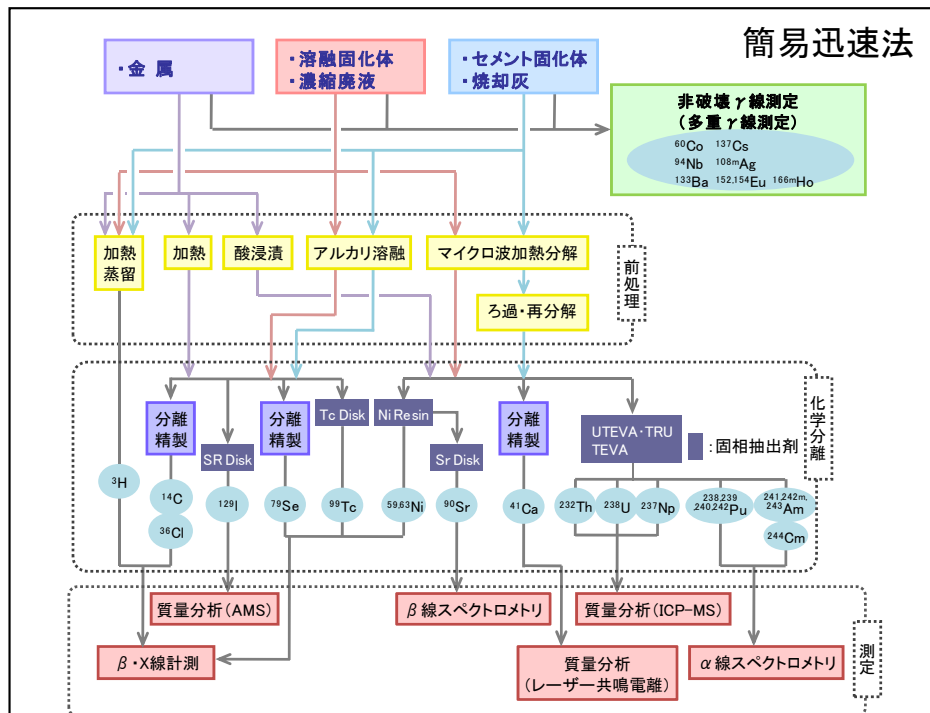 簡易迅速法
・金 属
・溶融固化体
・濃縮廃液
・セメント固化体
・焼却灰
非破壊γ線測定
(多重γ線測定)
⁶⁰Co ¹³⁷Cs
⁹⁴Nb ¹⁰⁸ᵐAg
¹³³Ba ¹⁵²,¹⁵⁴Eu ¹⁶⁶ᵐHo
加熱
蒸留
加熱
酸浸漬
アルカリ溶融
マイクロ波加熱分解
ろ過・再分解
前処理
分離
精製
SR Disk
分離
精製
Tc Disk
Ni Resin
Sr Disk
分離
精製
UTEVA・TRU
TEVA
:固相抽出剤
化学分離
³H
¹⁴C
³⁶Cl
¹²⁹I
⁷⁹Se
⁹⁹Tc
⁵⁹,⁶³Ni
⁹⁰Sr
⁴¹Ca
²³²Th
²³⁸U
²³⁷Np
²³⁸,²³⁹
,²⁴⁰,²⁴²Pu
²⁴¹,²⁴²ᵐ,
²⁴³Am
²⁴⁴Cm
質量分析(AMS)
β線スペクトロメトリ
質量分析(ICP-MS)
β・X線計測
質量分析
(レーザー共鳴電離)
α線スペクトロメトリ
測定